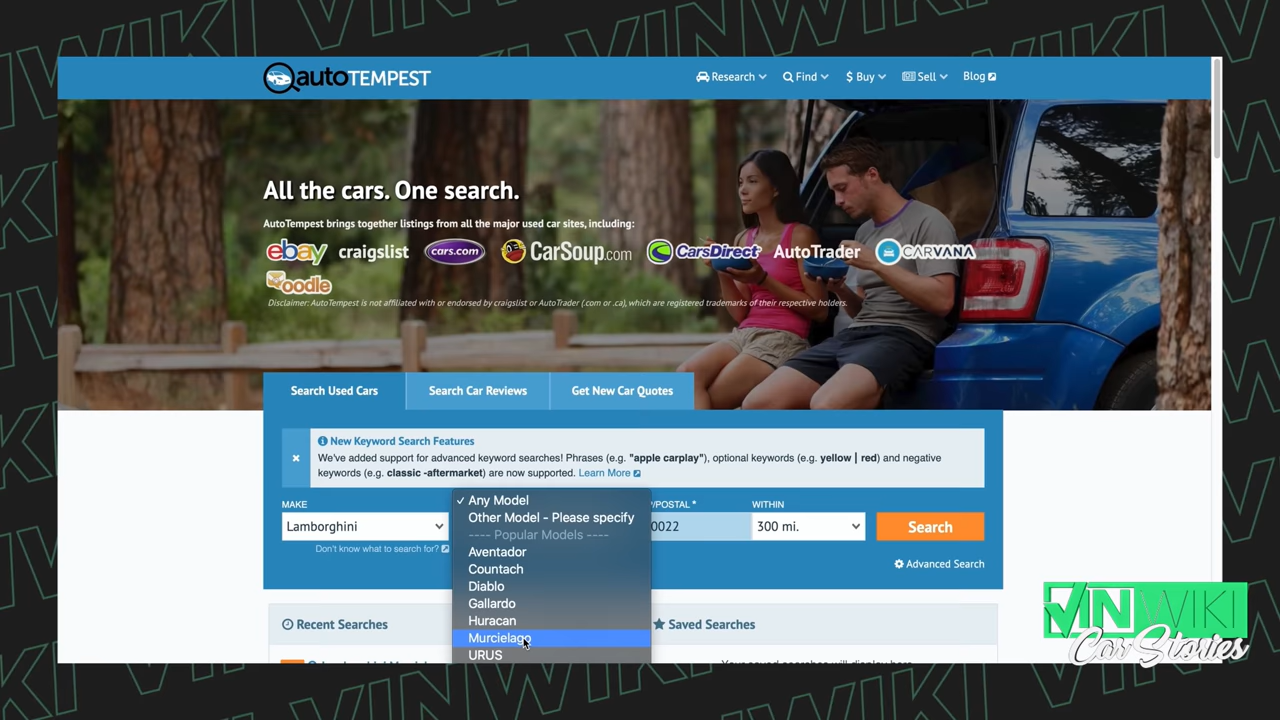 autoTEMPEST
Research
Find
$ Buy
Sell
Blog
All the cars. One search.
AutoTempest brings together listings from all the major used car sites, including:
ebay craigslist cars.com CarSoup.com CarsDirect AutoTrader CARVANA
oodle
Disclaimer: AutoTempest is not affiliated with or endorsed by craigslist or AutoTrader (.com or .ca), which are registered trademarks of their respective holders.
Search Used Cars
Search Car Reviews
Get New Car Quotes
New Keyword Search Features
We've added support for advanced keyword searches! Phrases (e.g. "apple carplay"), optional keywords (e.g. yellow | red) and negative
keywords (e.g. classic -aftermarket) are now supported. Learn More
MAKE
Lamborghini
Don't know what to search for?
✓ Any Model
Other Model - Please specify
---- Popular Models ----
Aventador
Countach
Diablo
Gallardo
Huracan
Murcielago
URUS
/POSTAL *
0022
WITHIN
300 mi.
Search
Advanced Search
Recent Searches
Saved Searches
VINWIKI
Car Stories